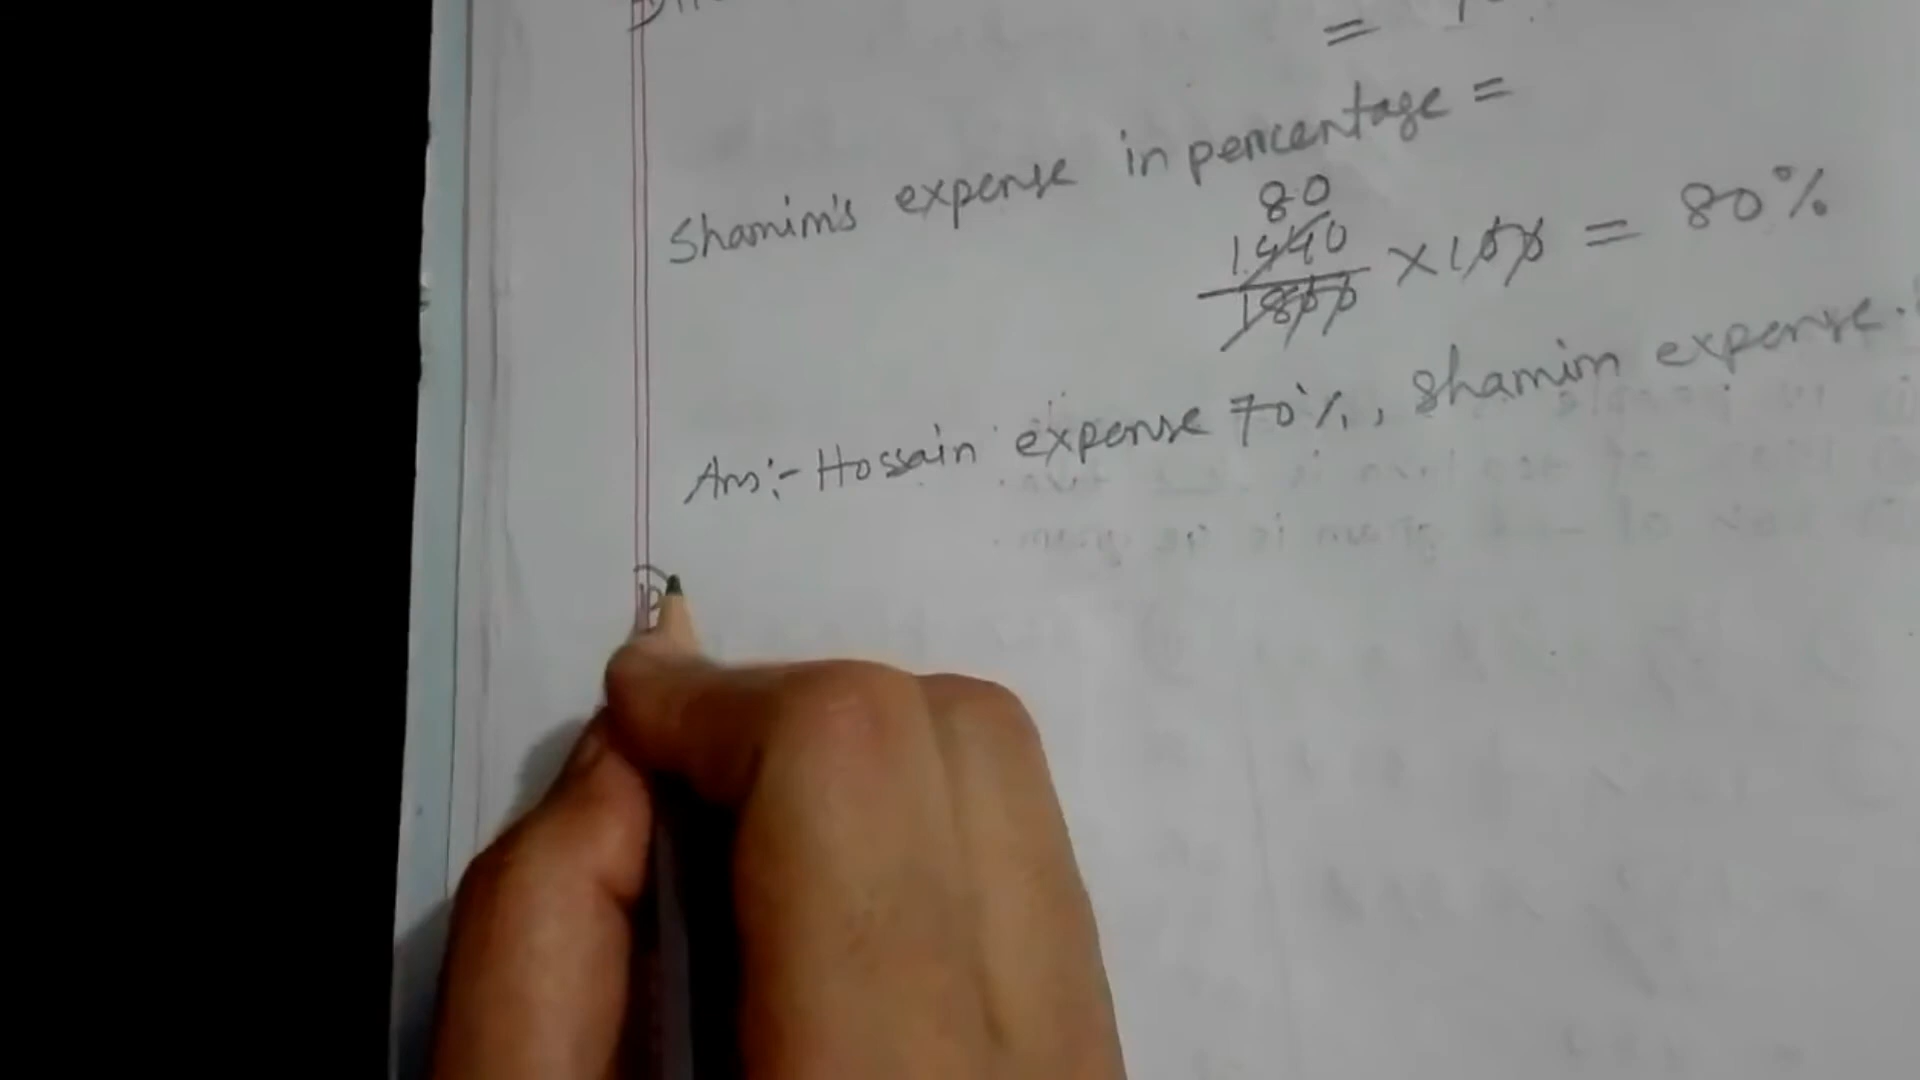 =
Shamim's expense in percentage =
80
1440
1800
×100 = 80%
Ans:- Hossain expense 70%, Shamim expense.